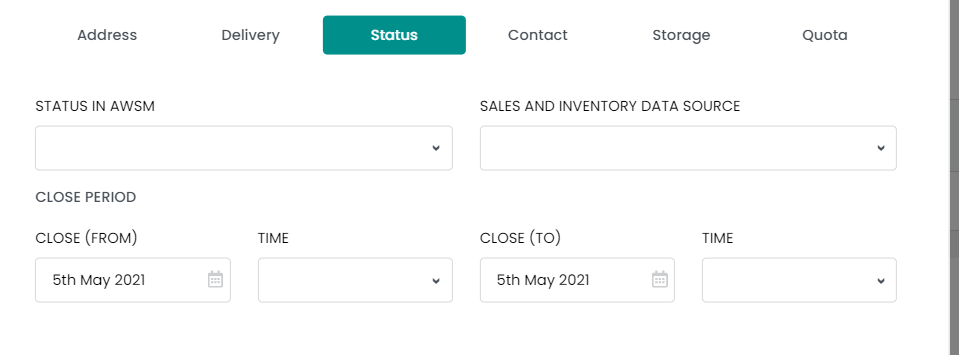 Address Delivery Status Contact Storage Quota
STATUS IN AWSM SALES AND INVENTORY DATA SOURCE
CLOSE PERIOD
CLOSE (FROM) TIME CLOSE (TO) TIME
5th May 2021 5th May 2021